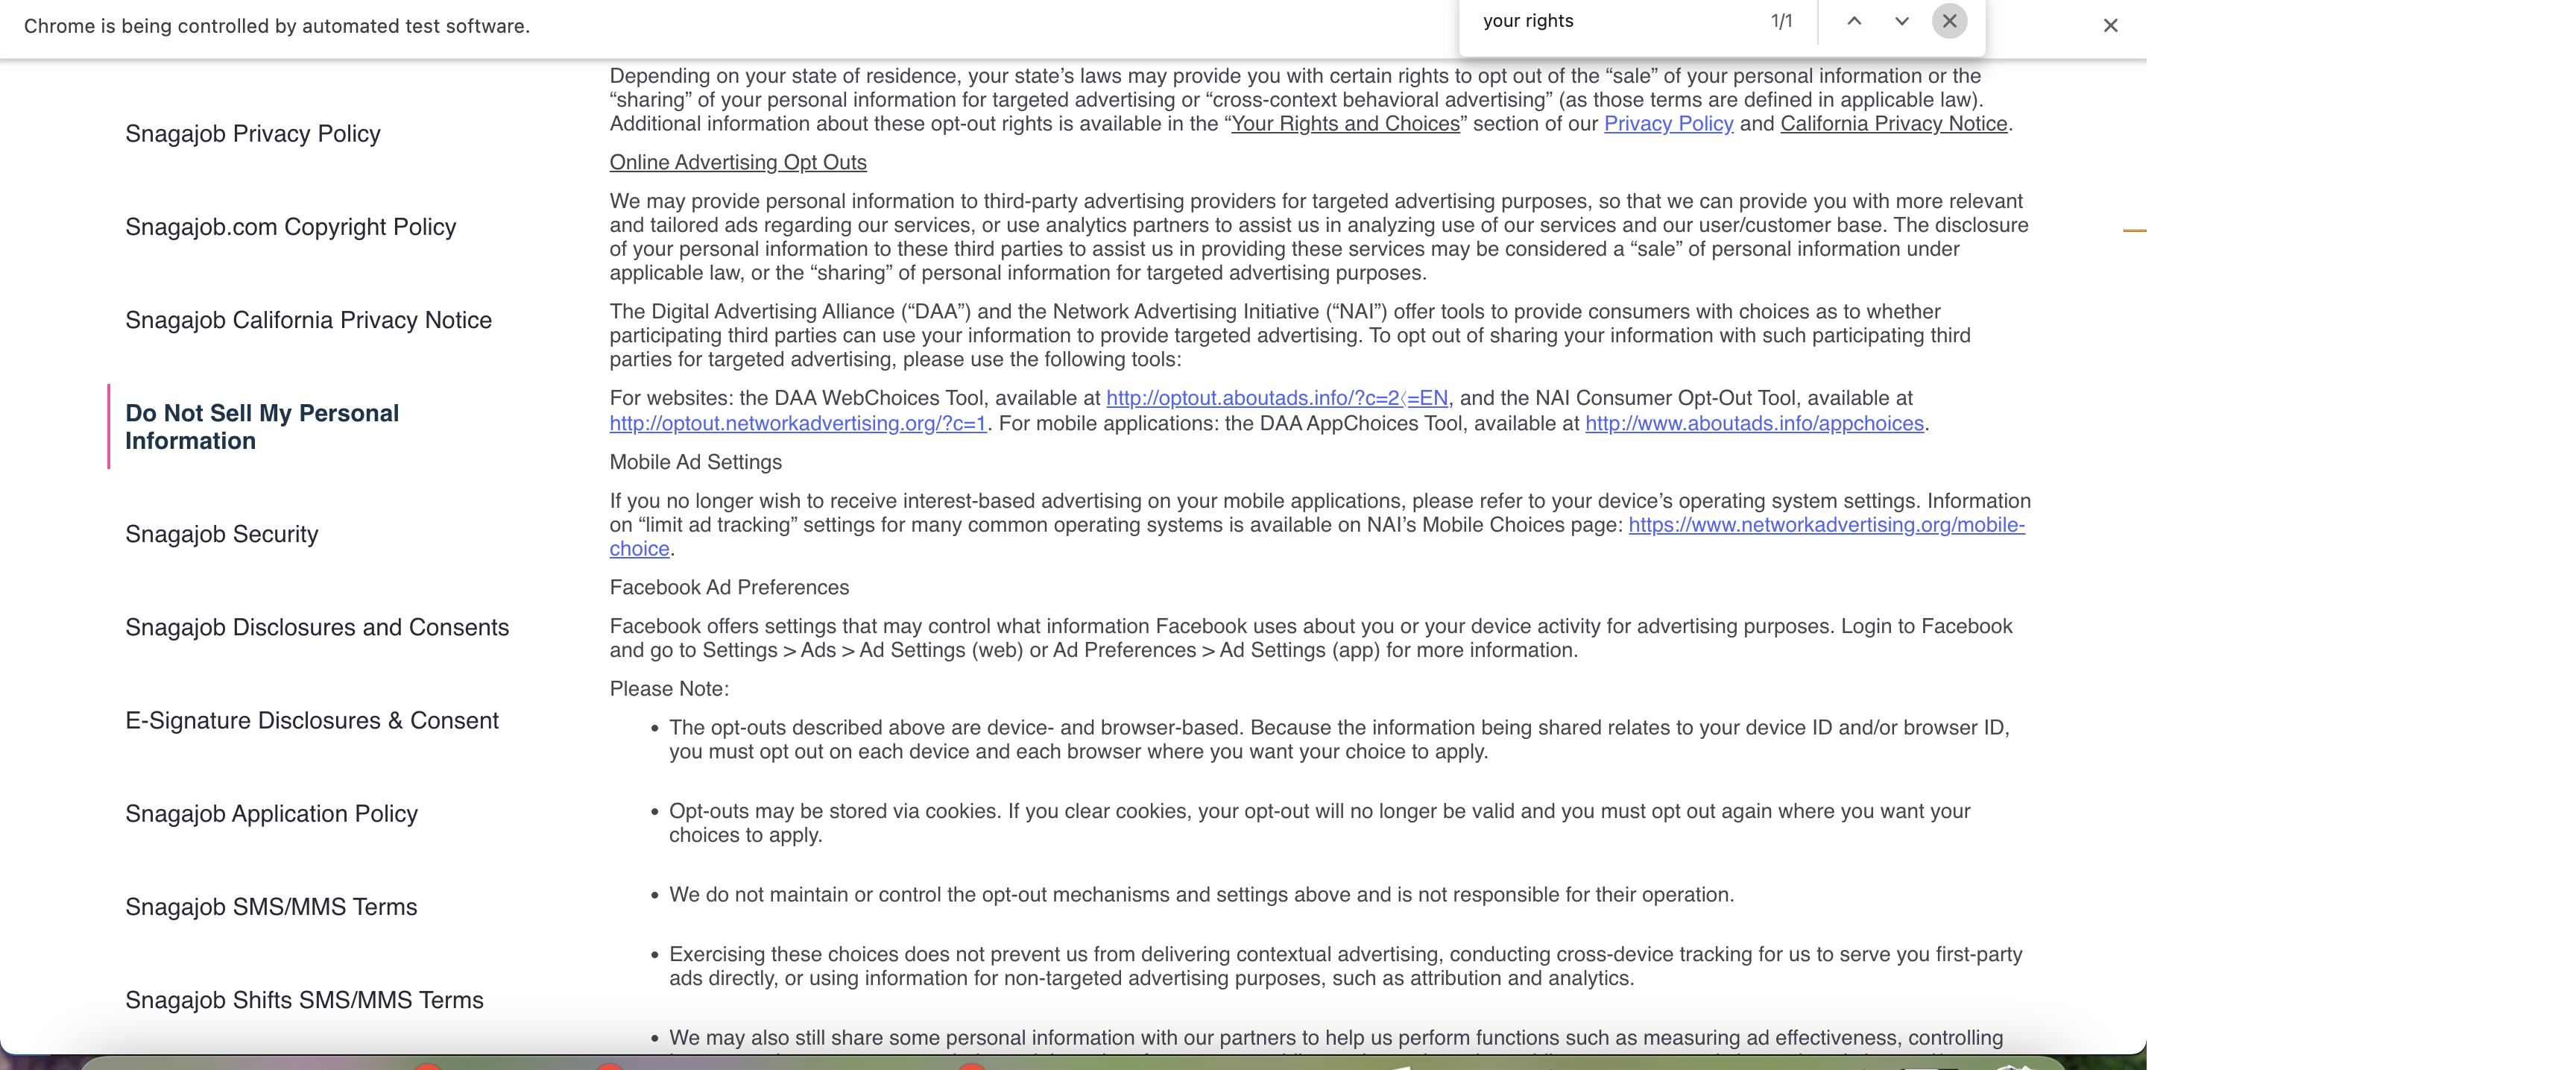 Chrome is being controlled by automated test software.
your rights
1/1
Depending on your state of residence, your state’s laws may provide you with certain rights to opt out of the “sale” of your personal information or the
“sharing” of your personal information for targeted advertising or “cross-context behavioral advertising” (as those terms are defined in applicable law).
Additional information about these opt-out rights is available in the “Your Rights and Choices” section of our Privacy Policy and California Privacy Notice.
Online Advertising Opt Outs
We may provide personal information to third-party advertising providers for targeted advertising purposes, so that we can provide you with more relevant
and tailored ads regarding our services, or use analytics partners to assist us in analyzing use of our services and our user/customer base. The disclosure
of your personal information to these third parties to assist us in providing these services may be considered a “sale” of personal information under
applicable law, or the “sharing” of personal information for targeted advertising purposes.
The Digital Advertising Alliance (“DAA”) and the Network Advertising Initiative (“NAI”) offer tools to provide consumers with choices as to whether
participating third parties can use your information to provide targeted advertising. To opt out of sharing your information with such participating third
parties for targeted advertising, please use the following tools:
For websites: the DAA WebChoices Tool, available at http://optout.aboutads.info/?c=2〈=EN, and the NAI Consumer Opt-Out Tool, available at
http://optout.networkadvertising.org/?c=1. For mobile applications: the DAA AppChoices Tool, available at http://www.aboutads.info/appchoices.
Mobile Ad Settings
If you no longer wish to receive interest-based advertising on your mobile applications, please refer to your device’s operating system settings. Information
on “limit ad tracking” settings for many common operating systems is available on NAI’s Mobile Choices page: https://www.networkadvertising.org/mobile-
choice.
Facebook Ad Preferences
Facebook offers settings that may control what information Facebook uses about you or your device activity for advertising purposes. Login to Facebook
and go to Settings > Ads > Ad Settings (web) or Ad Preferences > Ad Settings (app) for more information.
Please Note:
• The opt-outs described above are device- and browser-based. Because the information being shared relates to your device ID and/or browser ID,
you must opt out on each device and each browser where you want your choice to apply.
• Opt-outs may be stored via cookies. If you clear cookies, your opt-out will no longer be valid and you must opt out again where you want your
choices to apply.
• We do not maintain or control the opt-out mechanisms and settings above and is not responsible for their operation.
• Exercising these choices does not prevent us from delivering contextual advertising, conducting cross-device tracking for us to serve you first-party
ads directly, or using information for non-targeted advertising purposes, such as attribution and analytics.
• We may also still share some personal information with our partners to help us perform functions such as measuring ad effectiveness, controlling
Snagajob Privacy Policy
Snagajob.com Copyright Policy
Snagajob California Privacy Notice
Do Not Sell My Personal
Information
Snagajob Security
Snagajob Disclosures and Consents
E-Signature Disclosures & Consent
Snagajob Application Policy
Snagajob SMS/MMS Terms
Snagajob Shifts SMS/MMS Terms